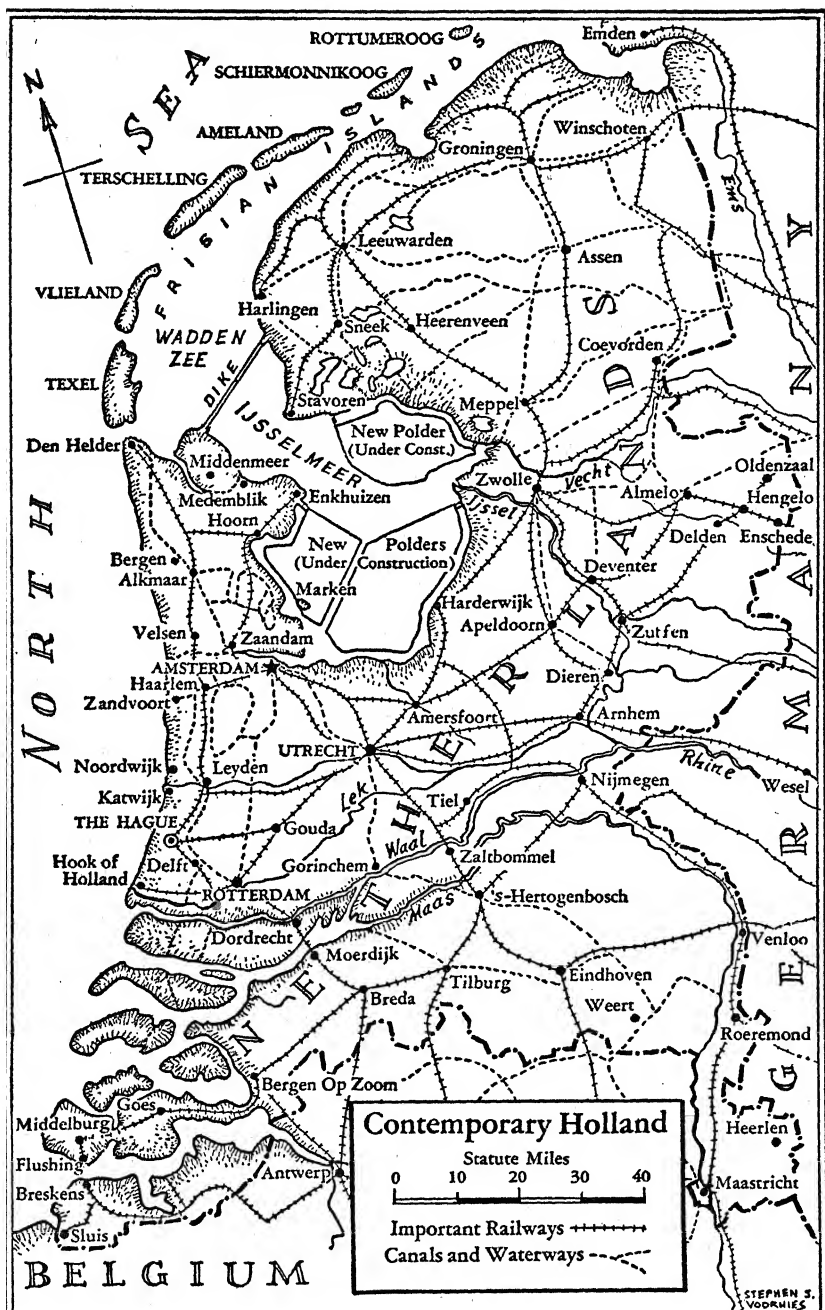 Emden
ROTTUMEROOG
SCHIERMONNIKOOG
N
SEA
AMELAND
TERSCHELLING
FRISIAN ISLANDS
Groningen
Winschoten
Ems
Leeuwarden
Assen
VLIELAND
Harlingen
WADDEN
ZEE
Sneek
Heerenveen
TEXEL
DIKE
Coevorden
Stavoren
Meppel
IJSSELMEER
New Polder
(Under Const.)
Den Helder
Middenmeer
Medemblik
Enkhuizen
Hoorn
Zwolle
Vecht
Oldenzaal
Almelo
Hengelo
Ijssel
Delden
Enschede
New
(Under
Polders
Construction)
Marken
Bergen
Alkmaar
Deventer
Harderwijk
Apeldoorn
Velsen
Zaandam
Zutfen
AMSTERDAM
Dieren
Haarlem
Zandvoort
Amersfoort
Arnhem
UTRECHT
Rhine
Noordwijk
Leyden
Nijmegen
Wesel
Katwijk
Lek
Tiel
THE HAGUE
Gouda
Waal
Hook of
Holland
Delft
Gorinchem
Zaltbommel
ROTTERDAM
Maas
's-Hertogenbosch
Dordrecht
Venloo
Moerdijk
Tilburg
Eindhoven
Breda
Weert
Roeremond
Bergen Op Zoom
Goes
Middelburg
Flushing
Breskens
Antwerp
Heerlen
Maastricht
Sluis
NORTH
NETHERLANDS
GERMANY
BELGIUM
Contemporary Holland
Statute Miles
0 10 20 30 40
Important Railways
Canals and Waterways
STEPHEN S.
VOORHIES